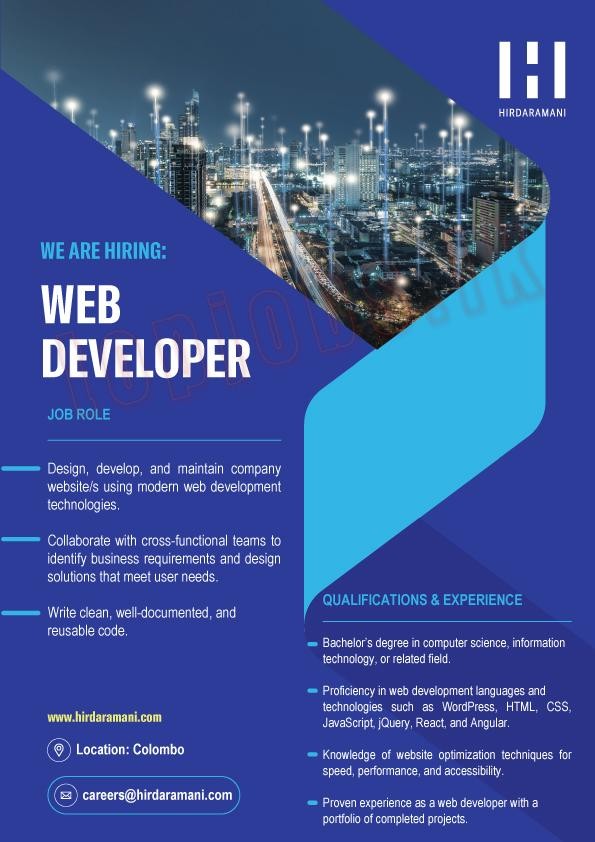 HIRDARAMANI
WE ARE HIRING:
WEB
DEVELOPER
topjobs.lk
JOB ROLE
Design, develop, and maintain company
website/s using modern web development
technologies.
Collaborate with cross-functional teams to
identify business requirements and design
solutions that meet user needs.
Write clean, well-documented, and
reusable code.
www.hirdaramani.com
Location: Colombo
careers@hirdaramani.com
QUALIFICATIONS & EXPERIENCE
Bachelor's degree in computer science, information
technology, or related field.
Proficiency in web development languages and
technologies such as WordPress, HTML, CSS,
JavaScript, jQuery, React, and Angular.
Knowledge of website optimization techniques for
speed, performance, and accessibility.
Proven experience as a web developer with a
portfolio of completed projects.